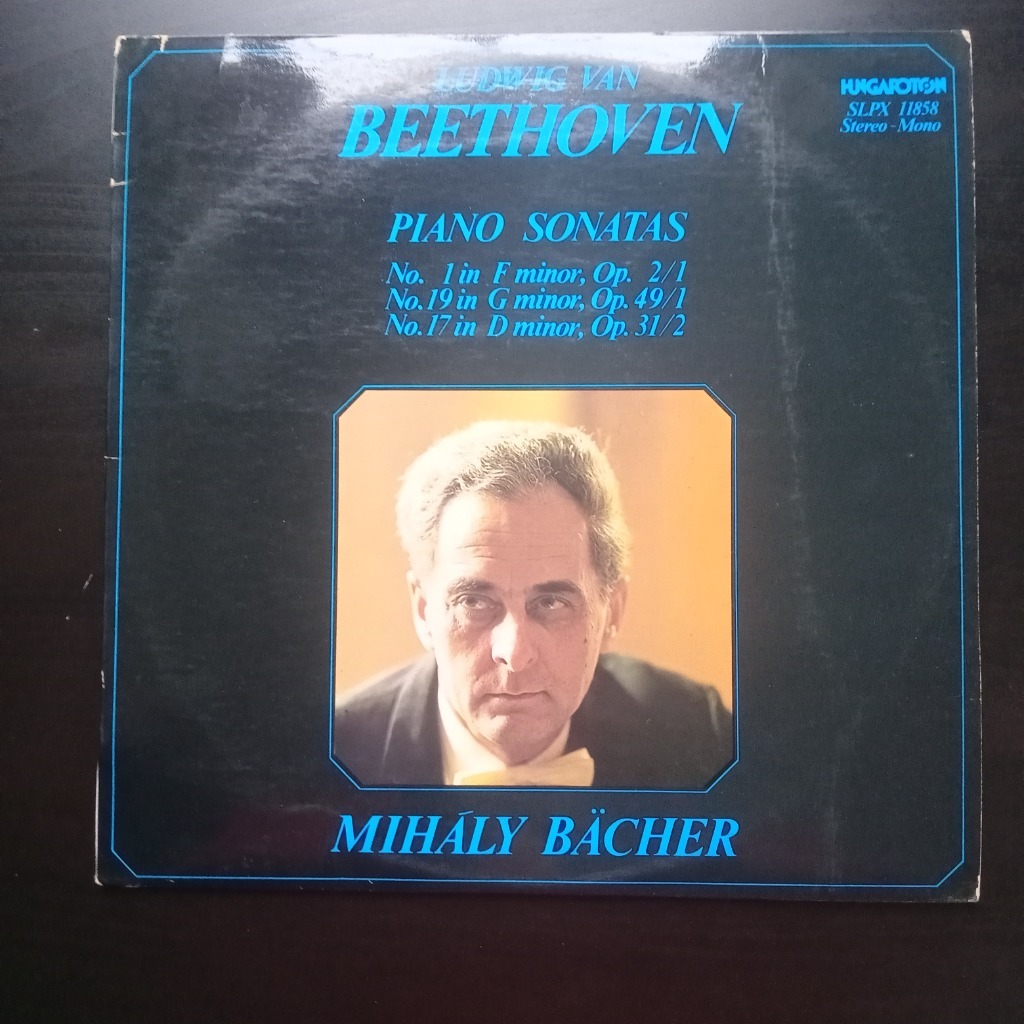 LUDWIG VAN
BEETHOVEN
HUNGAROTON
SLPX 11858
Stereo-Mono
PIANO SONATAS
No. 1 in F minor, Op. 2/1
No. 19 in G minor, Op. 49/1
No. 17 in D minor, Op. 31/2
MIHÁLY BÄCHER